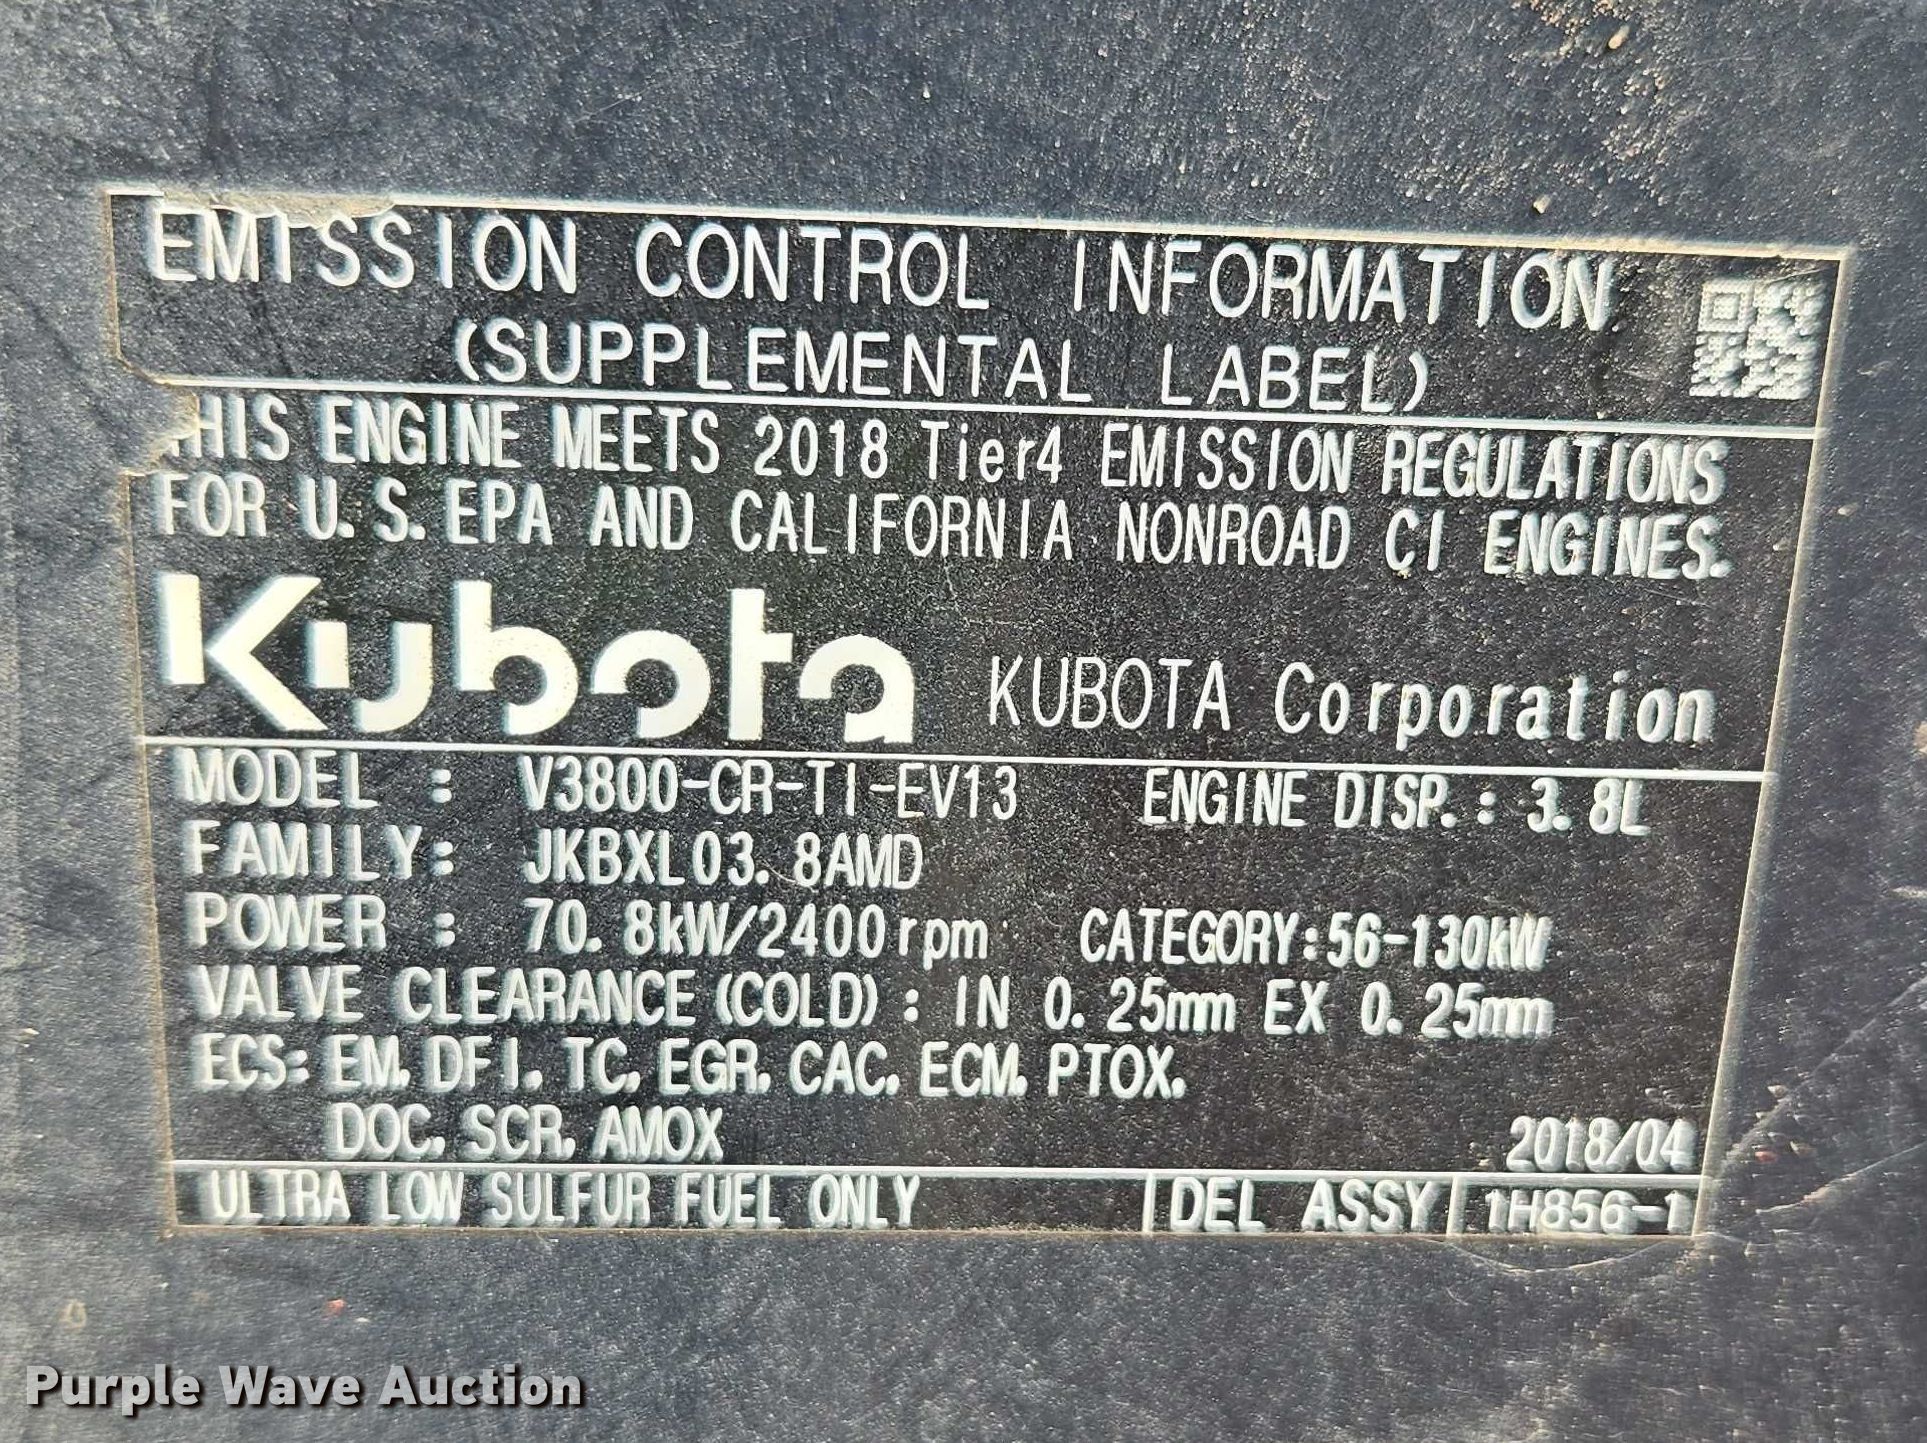 EMISSION CONTROL INFORMATION
(SUPPLEMENTAL LABEL)
THIS ENGINE MEETS 2018 Tier4 EMISSION REGULATIONS
FOR U.S. EPA AND CALIFORNIA NONROAD CI ENGINES.
Kubota KUBOTA Corporation
MODEL : V3800-CR-TI-EV13 ENGINE DISP. : 3.8L
FAMILY: JKBXL03.8AMD
POWER : 70.8kW/2400rpm CATEGORY:56-130kW
VALVE CLEARANCE(COLD) : IN 0.25mm EX 0.25mm
ECS: EM, DFI, TC, EGR, CAC, ECM, PTOX,
DOC, SCR, AMOX 2018/04
ULTRA LOW SULFUR FUEL ONLY DEL ASSY 1H856-1
Purple Wave Auction